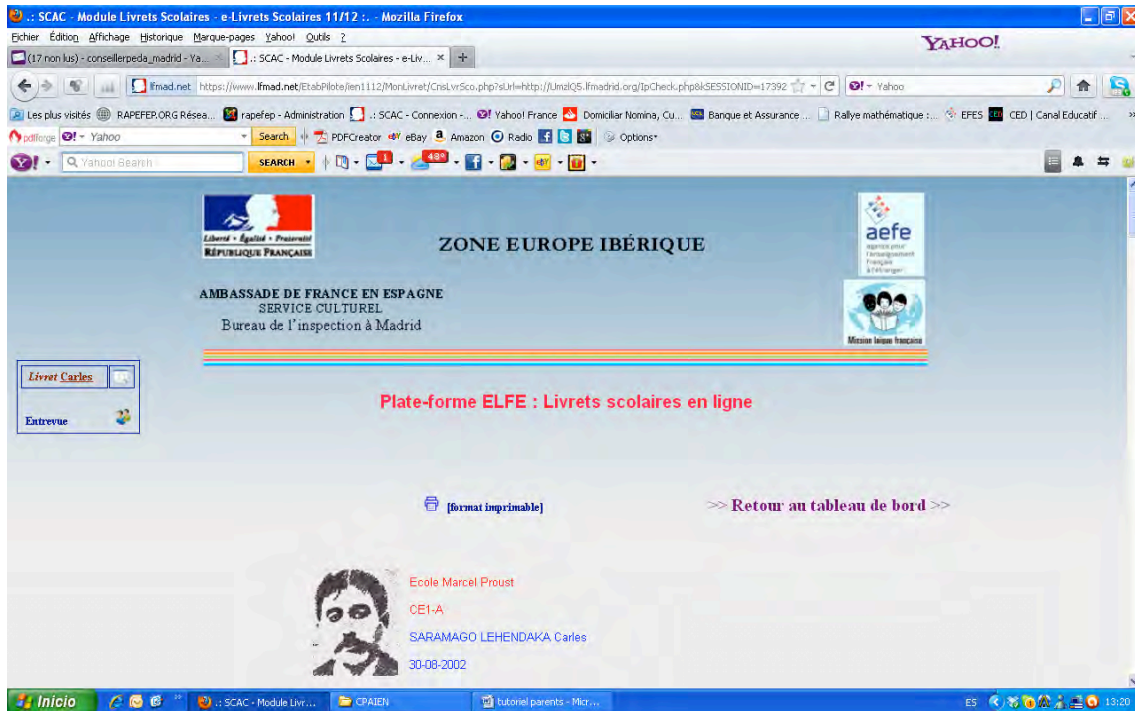 .: SCAC - Module Livrets Scolaires - e-Livrets Scolaires 11/12 :. - Mozilla Firefox
Fichier Édition Affichage Historique Marque-pages Yahoo! Outils ?
YAHOO!
(17 non lus) - conseillerpeda_madrid - Ya... × .: SCAC - Module Livrets Scolaires - e-Liv... × +
lfmad.net https://www.lfmad.net/EtabPilote/ien1112/MonLivret/CnsLvrSco.php?sUrl=http://UmzlQ5.lfmadrid.org/IpCheck.php&kSESSIONID=17392 Yahoo
Les plus visités RAPEFEP.ORG Résea... rapefep - Administration .: SCAC - Connexion -... Yahoo! France Domiciliar Nomina, Cu... Banque et Assurance ... Rallye mathématique :... EFES CED | Canal Educatif ... »
pdfforge Yahoo Search PDFCreator eBay Amazon Radio Options
Yahoo! Search SEARCH 1 48º
Liberté • Égalité • Fraternité
RÉPUBLIQUE FRANÇAISE
ZONE EUROPE IBÉRIQUE
aefe
agence pour
l'enseignement
français
à l'étranger
AMBASSADE DE FRANCE EN ESPAGNE
SERVICE CULTUREL
Bureau de l'inspection à Madrid
Mission laïque française
Livret Carles
Entrevue
Plate-forme ELFE : Livrets scolaires en ligne
[format imprimable]
>> Retour au tableau de bord >>
Ecole Marcel Proust
CE1-A
SARAMAGO LEHENDAKA Carles
30-08-2002
Inicio .: SCAC - Module Livr... CPAIEN tutoriel parents - Micr... ES 13:20